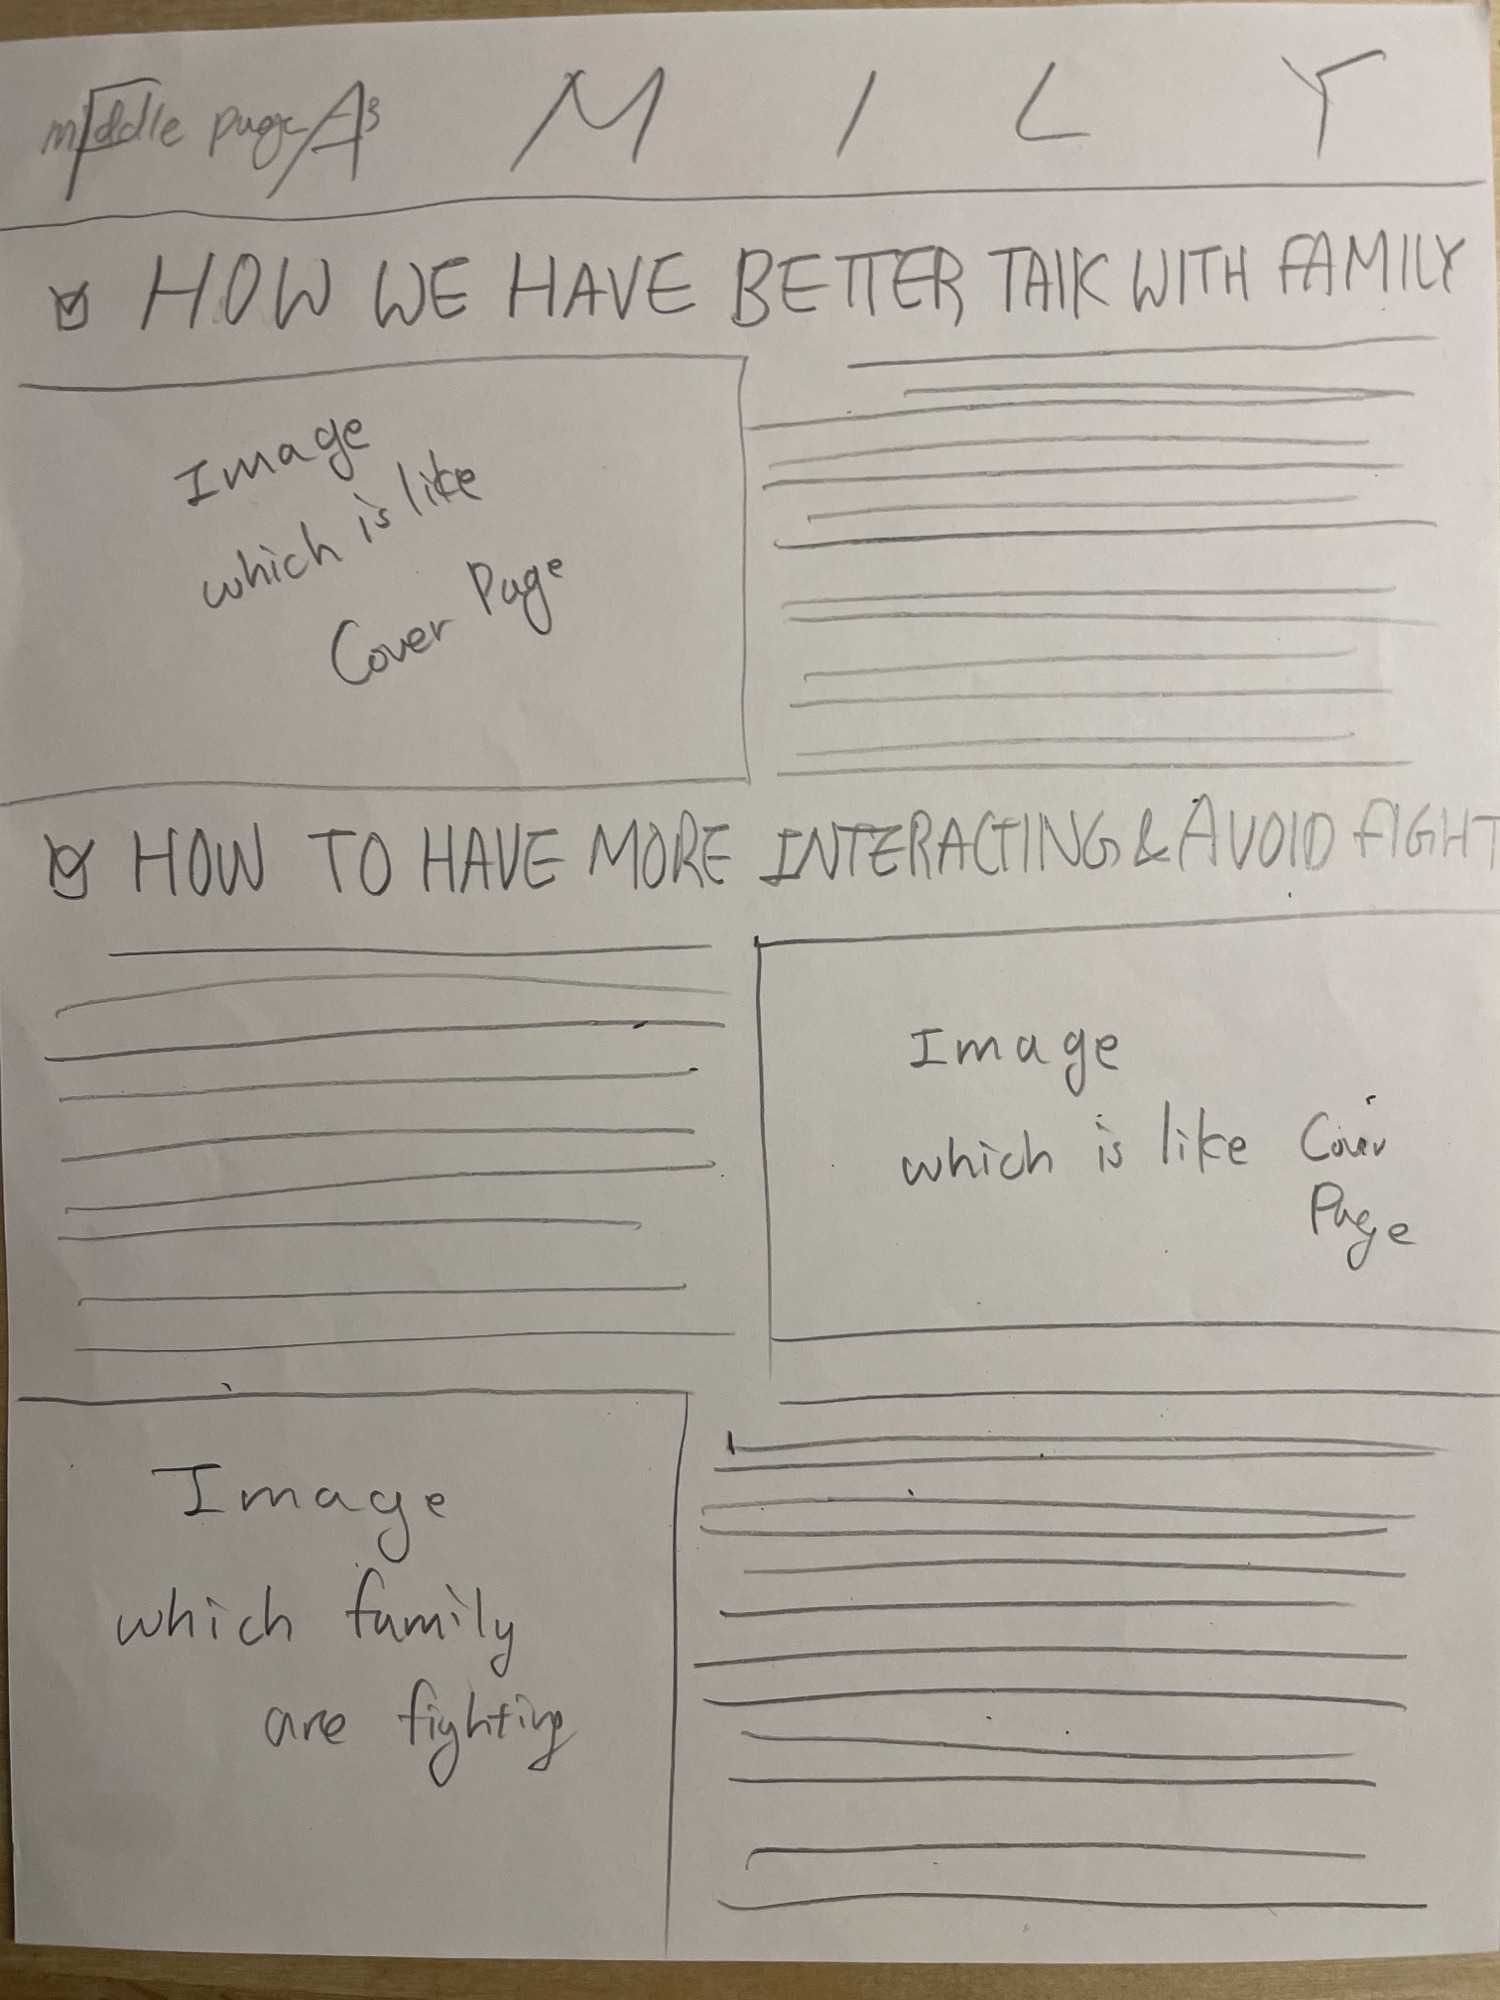 middle page A3
F A M I L Y
HOW WE HAVE BETTER TALK WITH FAMILY
Image
which is like
Cover Page
HOW TO HAVE MORE INTERACTING & AVOID FIGHT
Image
which is like Cover
Page
Image
which family
are fighting